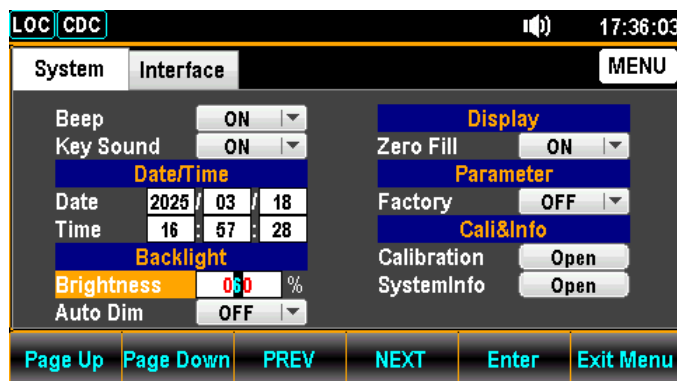 LOC CDC 17:36:03
System Interface MENU
Beep ON
Key Sound ON
Date/Time
Date 2025 / 03 / 18
Time 16 : 57 : 28
Backlight
Brightness 060 %
Auto Dim OFF
Display
Zero Fill ON
Parameter
Factory OFF
Cali&Info
Calibration Open
SystemInfo Open
Page Up Page Down PREV NEXT Enter Exit Menu